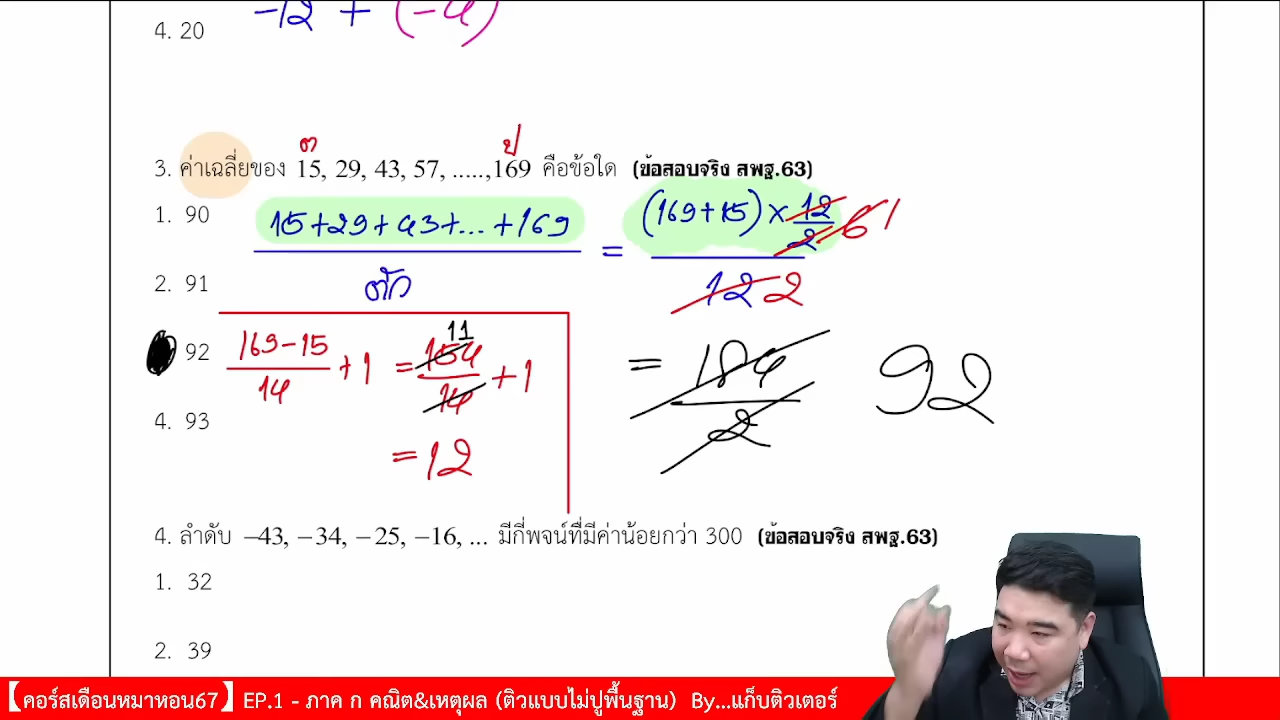 4. 20
-12 + (-4)
ต ป
3. ค่าเฉลี่ยของ 15, 29, 43, 57, .....,169 คือข้อใด (ข้อสอบจริง สพฐ.63)
1. 90
15+29+43+...+169 = (169+15)×12/2 6 1
ตัว 12 2
2. 91
92
169-15/14 +1 = 154/14 +1 11
= 184/2 92
4. 93
=12
4. ลำดับ −43, −34, −25, −16, ... มีกี่พจน์ที่มีค่าน้อยกว่า 300 (ข้อสอบจริง สพฐ.63)
1. 32
2. 39
【คอร์สเดือนหมาหอน67】 EP.1 - ภาค ก คณิต&เหตุผล (ติวแบบไม่ปูพื้นฐาน) By...แก็บติวเตอร์